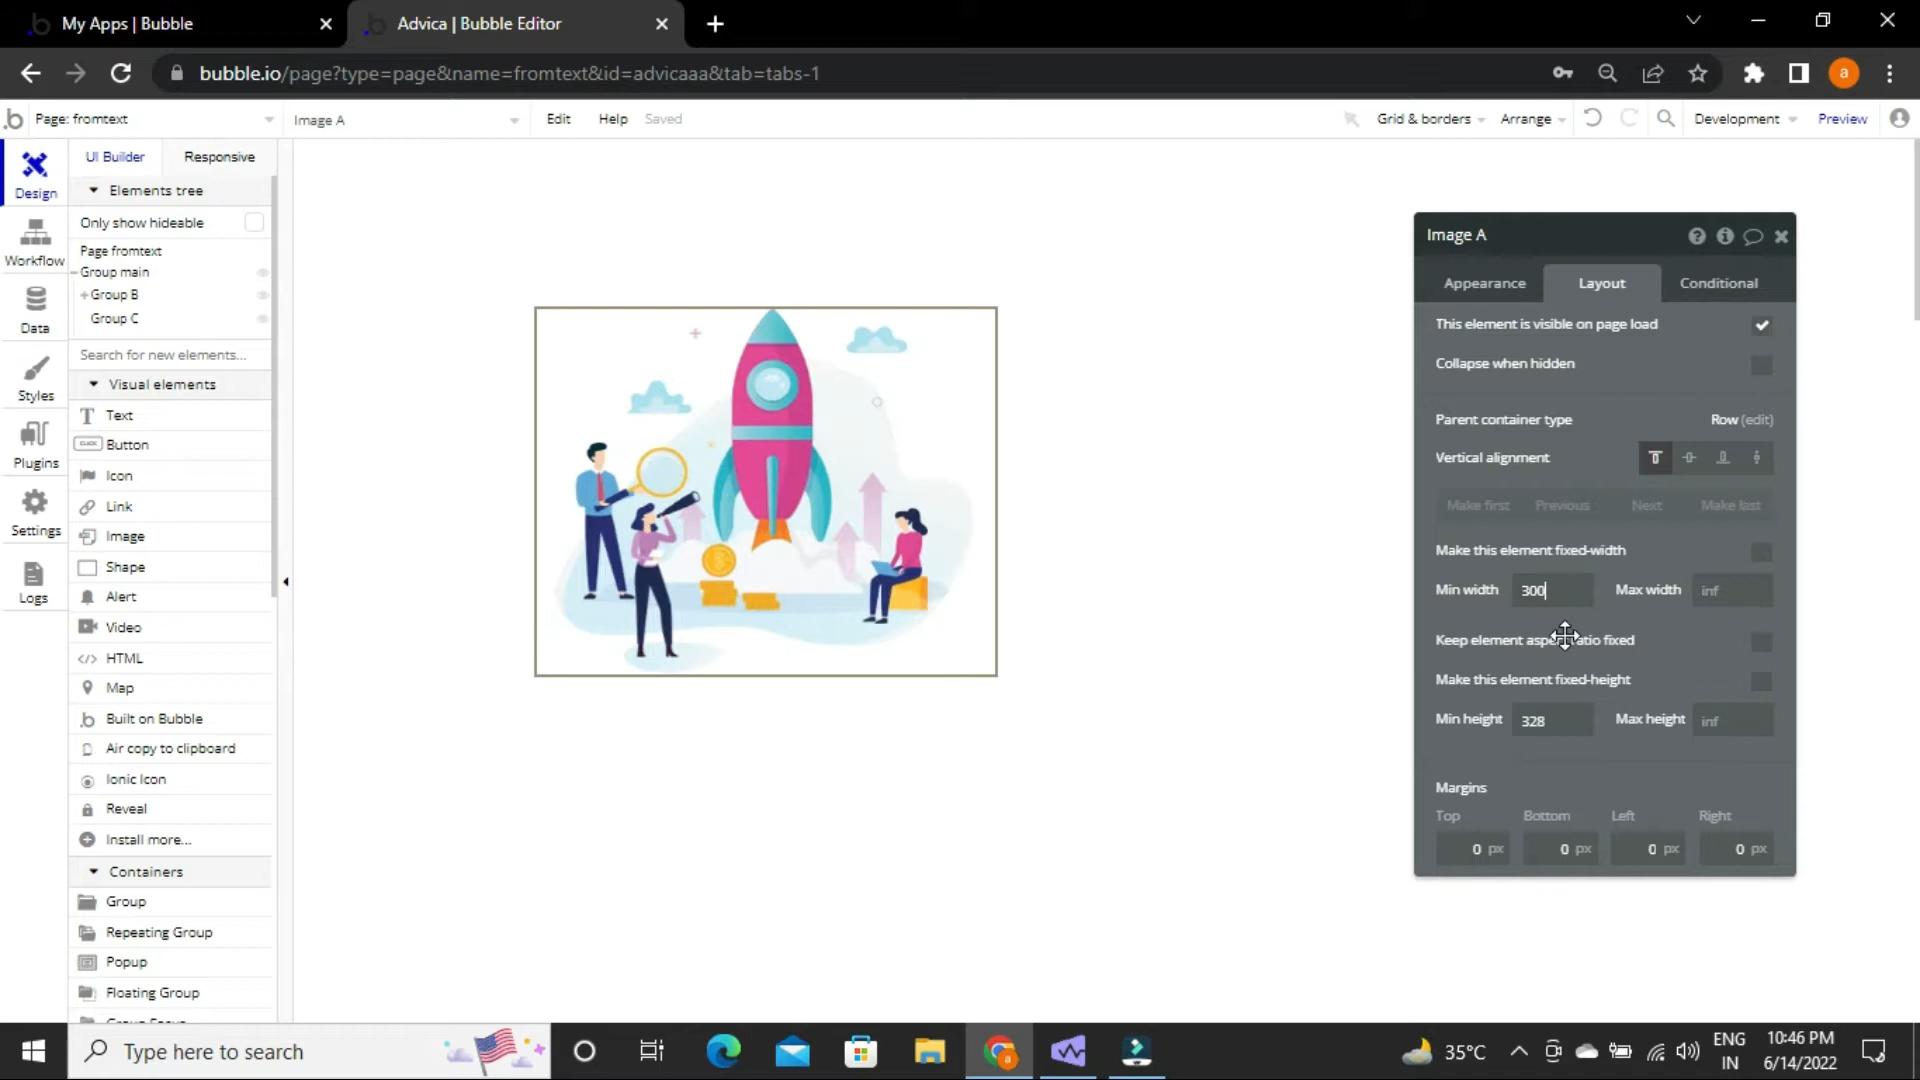 My Apps | Bubble
Advica | Bubble Editor
bubble.io/page?type=page&name=fromtext&id=advicaaa&tab=tabs-1
a
Page: fromtext
Image A
Edit
Help
Saved
Grid & borders
Arrange
Development
Preview
Design
Workflow
Data
Styles
Plugins
Settings
Logs
UI Builder
Responsive
Elements tree
Only show hideable
Page fromtext
Group main
Group B
Group C
Search for new elements...
Visual elements
Text
CLICK Button
Icon
Link
Image
Shape
Alert
Video
HTML
Map
Built on Bubble
Air copy to clipboard
Ionic Icon
Reveal
Install more...
Containers
Group
Repeating Group
Popup
Floating Group
Image A
Appearance
Layout
Conditional
This element is visible on page load
Collapse when hidden
Parent container type
Row (edit)
Vertical alignment
Make first
Previous
Next
Make last
Make this element fixed-width
Min width
300
Max width
inf
Keep element aspect ratio fixed
Make this element fixed-height
Min height
328
Max height
inf
Margins
Top
Bottom
Left
Right
0 px
0 px
0 px
0 px
Type here to search
35°C
ENG
IN
10:46 PM
6/14/2022